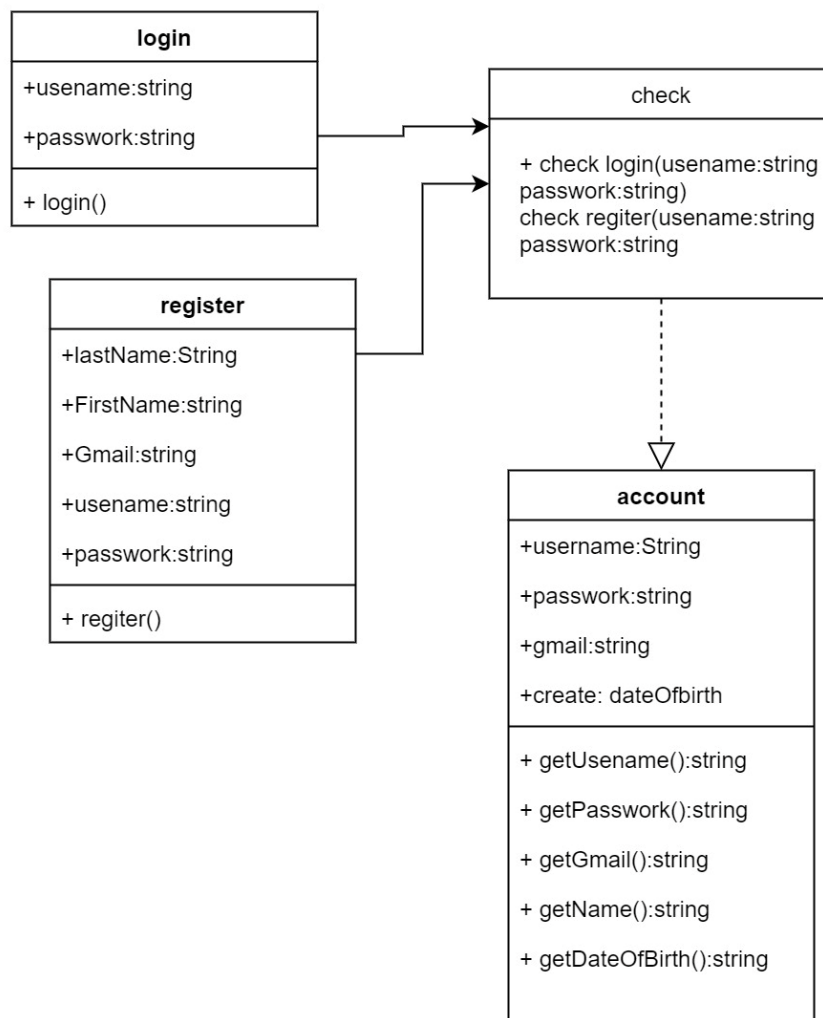 login
+usename:string
+passwork:string
+ login()
check
+ check login(usename:string
passwork:string)
check regiter(usename:string
passwork:string
register
+lastName:String
+FirstName:string
+Gmail:string
+usename:string
+passwork:string
+ regiter()
account
+username:String
+passwork:string
+gmail:string
+create: dateOfbirth
+ getUsename():string
+ getPasswork():string
+ getGmail():string
+ getName():string
+ getDateOfBirth():string